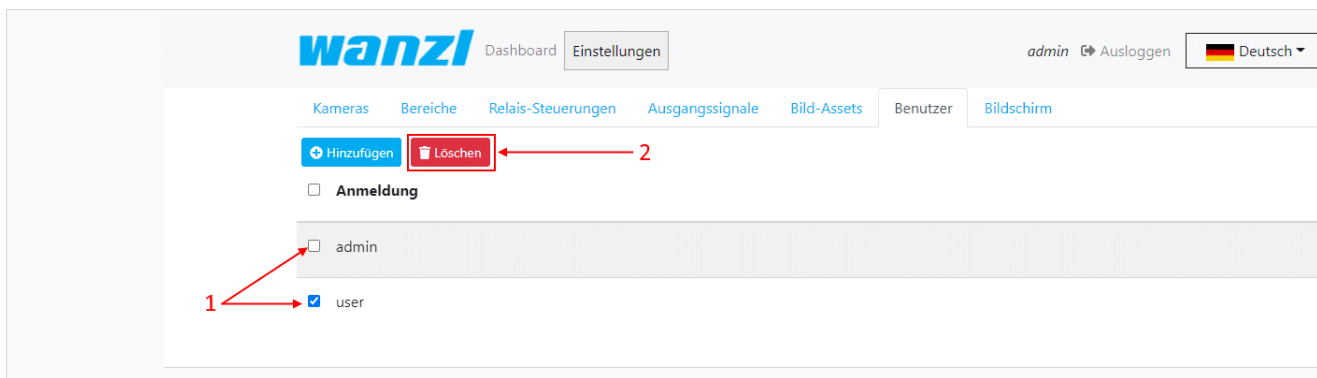 wanzl Dashboard Einstellungen admin Ausloggen Deutsch
Kameras Bereiche Relais-Steuerungen Ausgangssignale Bild-Assets Benutzer Bildschirm
Hinzufügen Löschen 2
Anmeldung
admin
1 user